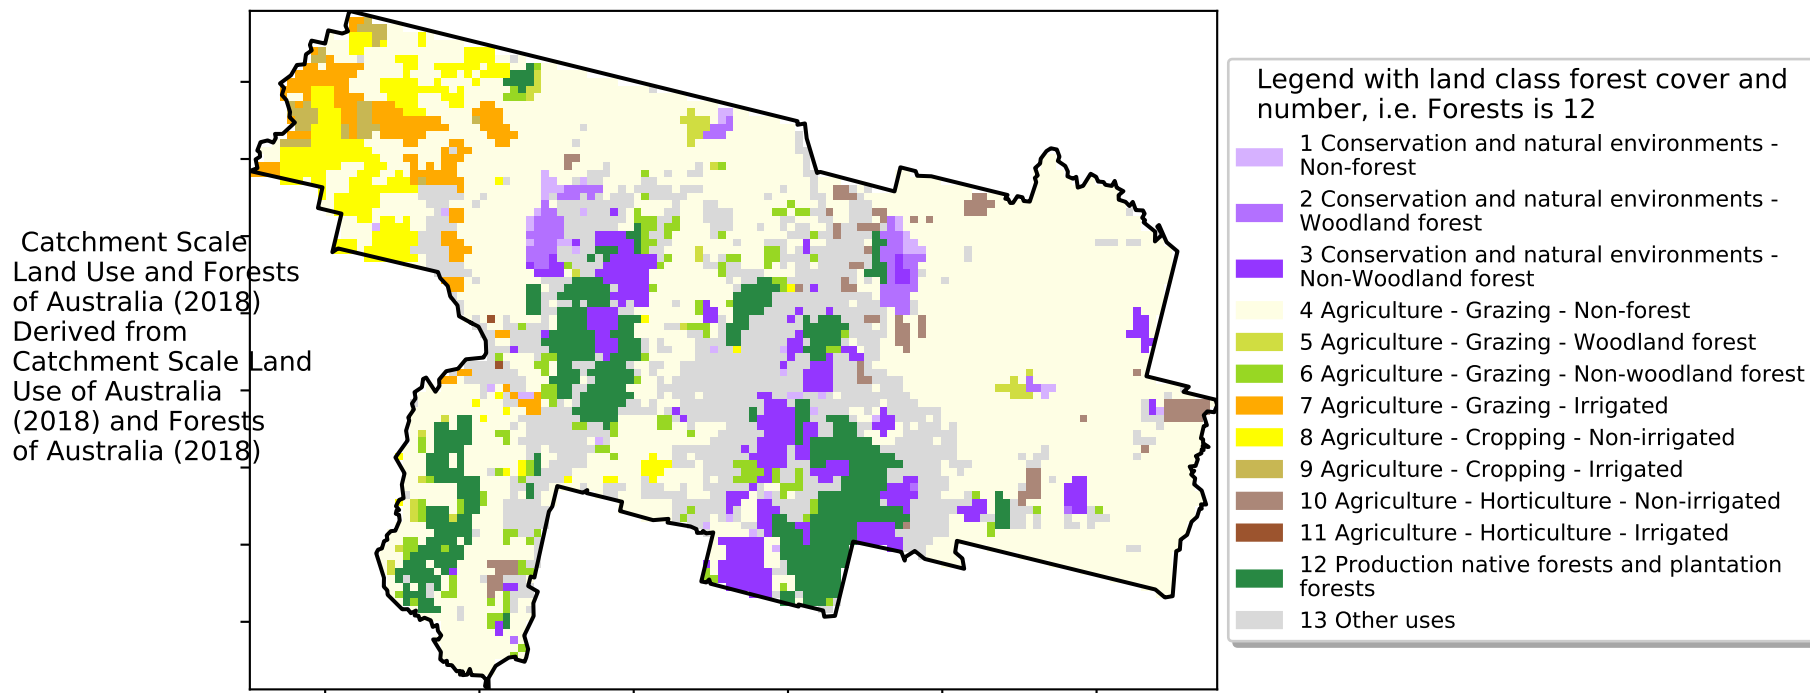 Catchment Scale
Land Use and Forests
of Australia (2018)
Derived from
Catchment Scale Land
Use of Australia
(2018) and Forests
of Australia (2018)
Legend with land class forest cover and
number, i.e. Forests is 12
1 Conservation and natural environments -
Non-forest
2 Conservation and natural environments -
Woodland forest
3 Conservation and natural environments -
Non-Woodland forest
4 Agriculture - Grazing - Non-forest
5 Agriculture - Grazing - Woodland forest
6 Agriculture - Grazing - Non-woodland forest
7 Agriculture - Grazing - Irrigated
8 Agriculture - Cropping - Non-irrigated
9 Agriculture - Cropping - Irrigated
10 Agriculture - Horticulture - Non-irrigated
11 Agriculture - Horticulture - Irrigated
12 Production native forests and plantation
forests
13 Other uses